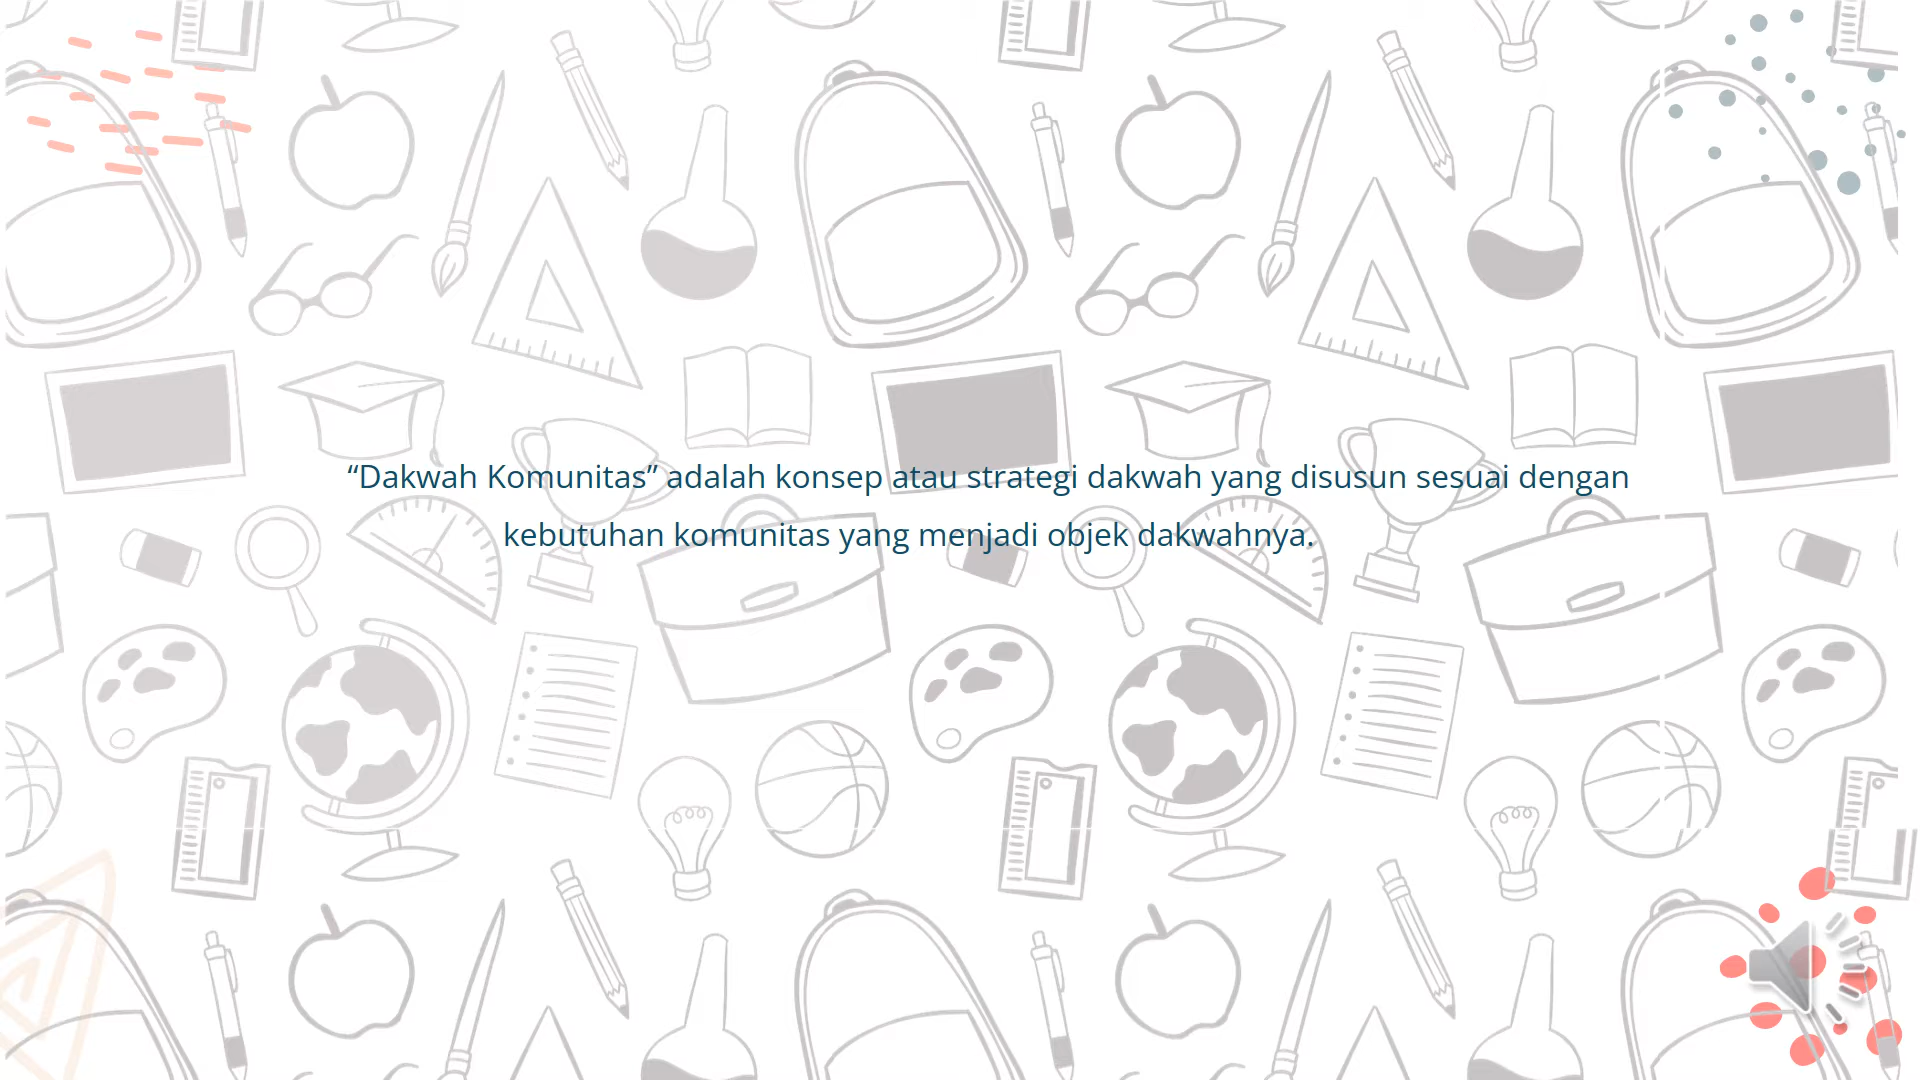 “Dakwah Komunitas” adalah konsep atau strategi dakwah yang disusun sesuai dengan
kebutuhan komunitas yang menjadi objek dakwahnya.